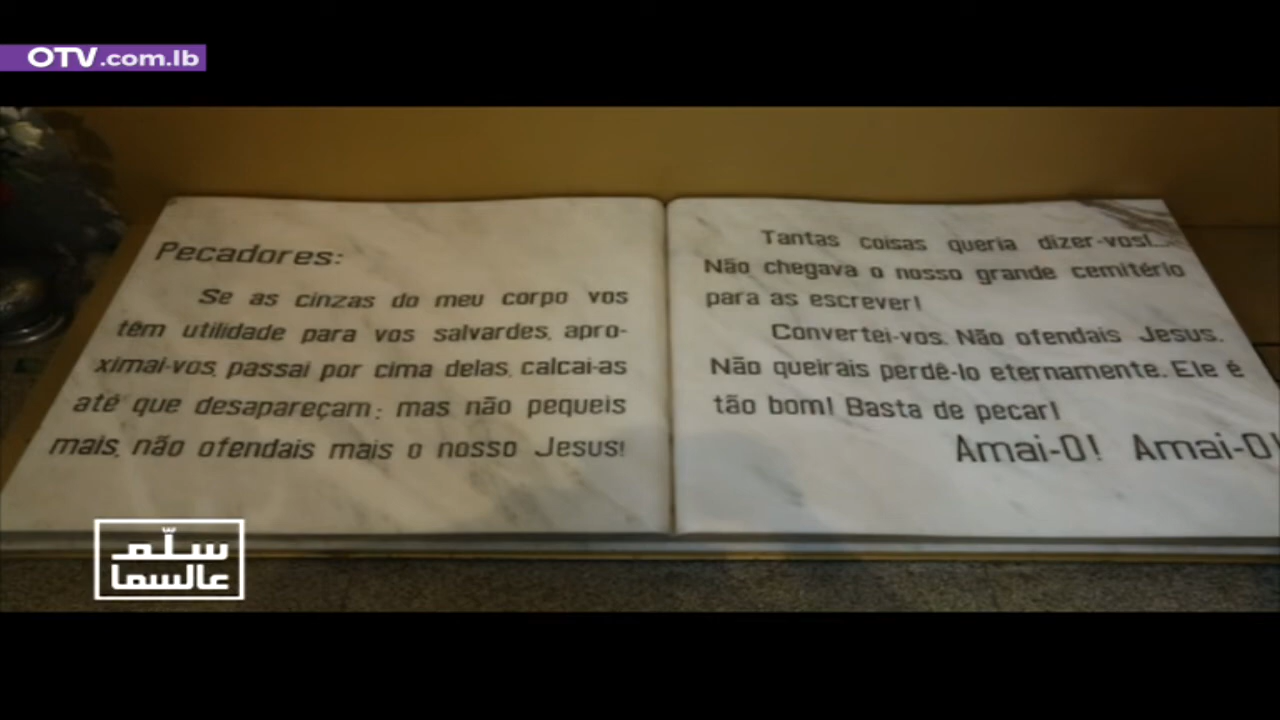 OTV.com.lb
Pecadores:
Se as cinzas do meu corpo vos
têm utilidade para vos salvardes, apro-
ximai-vos, passai por cima delas, calcai-as
até que desapareçam; mas não pequeis
mais, não ofendais mais o nosso Jesus!
Tantas coisas queria dizer-vos!...
Não chegava o nosso grande cemitério
para as escrever!
Convertei-vos. Não ofendais Jesus.
Não queirais perdê-lo eternamente. Ele é
tão bom! Basta de pecar!
Amai-O! Amai-O!
سلّم
عالسما